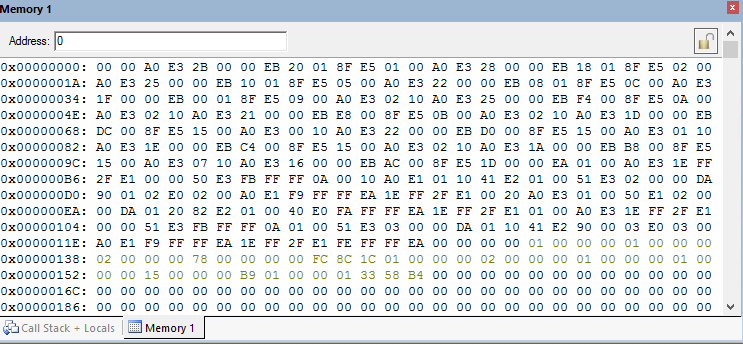 Memory 1
Address: 0
0x00000000: 00 00 A0 E3 2B 00 00 EB 20 01 8F E5 01 00 A0 E3 28 00 00 EB 18 01 8F E5 02 00
0x0000001A: A0 E3 25 00 00 EB 10 01 8F E5 05 00 A0 E3 22 00 00 EB 08 01 8F E5 0C 00 A0 E3
0x00000034: 1F 00 00 EB 00 01 8F E5 09 00 A0 E3 02 10 A0 E3 25 00 00 EB F4 00 8F E5 0A 00
0x0000004E: A0 E3 02 10 A0 E3 21 00 00 EB E8 00 8F E5 0B 00 A0 E3 02 10 A0 E3 1D 00 00 EB
0x00000068: DC 00 8F E5 15 00 A0 E3 00 10 A0 E3 22 00 00 EB D0 00 8F E5 15 00 A0 E3 01 10
0x00000082: A0 E3 1E 00 00 EB C4 00 8F E5 15 00 A0 E3 02 10 A0 E3 1A 00 00 EB B8 00 8F E5
0x0000009C: 15 00 A0 E3 07 10 A0 E3 16 00 00 EB AC 00 8F E5 1D 00 00 EA 01 00 A0 E3 1E FF
0x000000B6: 2F E1 00 00 50 E3 FB FF FF 0A 00 10 A0 E1 01 10 41 E2 01 00 51 E3 02 00 00 DA
0x000000D0: 90 01 02 E0 02 00 A0 E1 F9 FF FF EA 1E FF 2F E1 00 20 A0 E3 01 00 50 E1 02 00
0x000000EA: 00 DA 01 20 82 E2 01 00 40 E0 FA FF FF EA 1E FF 2F E1 01 00 A0 E3 1E FF 2F E1
0x00000104: 00 00 51 E3 FB FF FF 0A 01 00 51 E3 03 00 00 DA 01 10 41 E2 90 00 03 E0 03 00
0x0000011E: A0 E1 F9 FF FF EA 1E FF 2F E1 FE FF FF EA 00 00 00 00 01 00 00 00 01 00 00 00
0x00000138: 02 00 00 00 78 00 00 00 00 FC 8C 1C 01 00 00 00 02 00 00 00 01 00 00 00 01 00
0x00000152: 00 00 15 00 00 00 B9 01 00 00 01 33 58 B4 00 00 00 00 00 00 00 00 00 00 00 00
0x0000016C: 00 00 00 00 00 00 00 00 00 00 00 00 00 00 00 00 00 00 00 00 00 00 00 00 00 00
0x00000186: 00 00 00 00 00 00 00 00 00 00 00 00 00 00 00 00 00 00 00 00 00 00 00 00 00 00
Call Stack + Locals
Memory 1